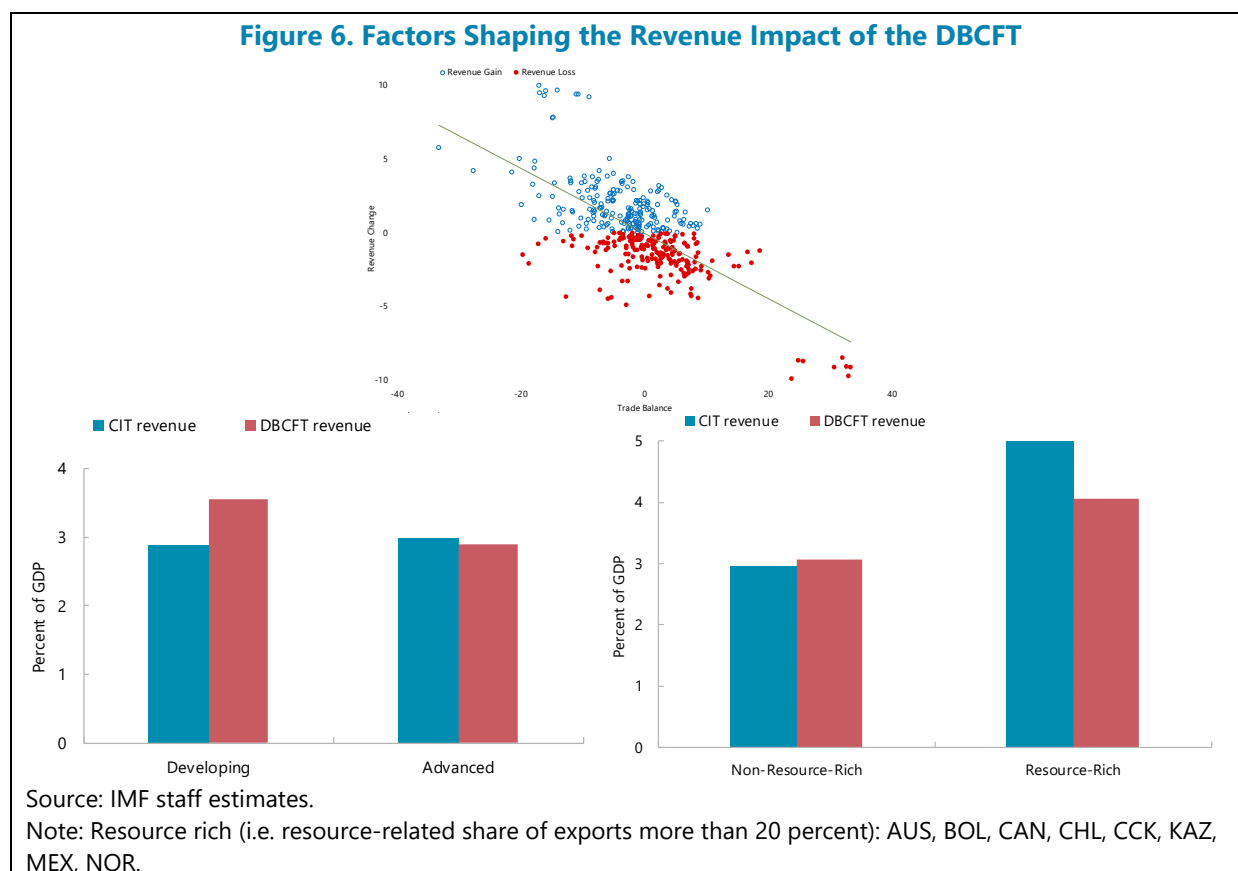 Figure 6. Factors Shaping the Revenue Impact of the DBCFT
Revenue Gain Revenue Loss
10
5
0
-5
-10
Revenue Change
-40 -20 0 20 40
Trade Balance
CIT revenue DBCFT revenue
4
3
2
1
0
Percent of GDP
Developing Advanced
CIT revenue DBCFT revenue
5
4
3
2
1
0
Percent of GDP
Non-Resource-Rich Resource-Rich
Source: IMF staff estimates.
Note: Resource rich (i.e. resource-related share of exports more than 20 percent): AUS, BOL, CAN, CHL, CCK, KAZ,
MEX, NOR.